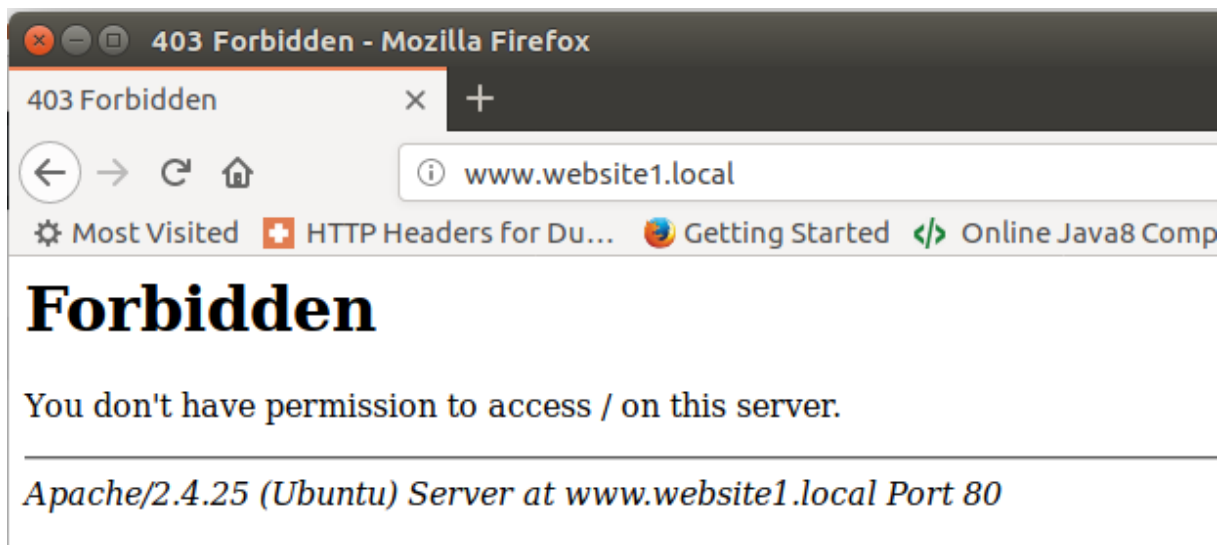 403 Forbidden - Mozilla Firefox
403 Forbidden
www.website1.local
Most Visited HTTP Headers for Du... Getting Started </> Online Java8 Comp
Forbidden
You don't have permission to access / on this server.
Apache/2.4.25 (Ubuntu) Server at www.website1.local Port 80